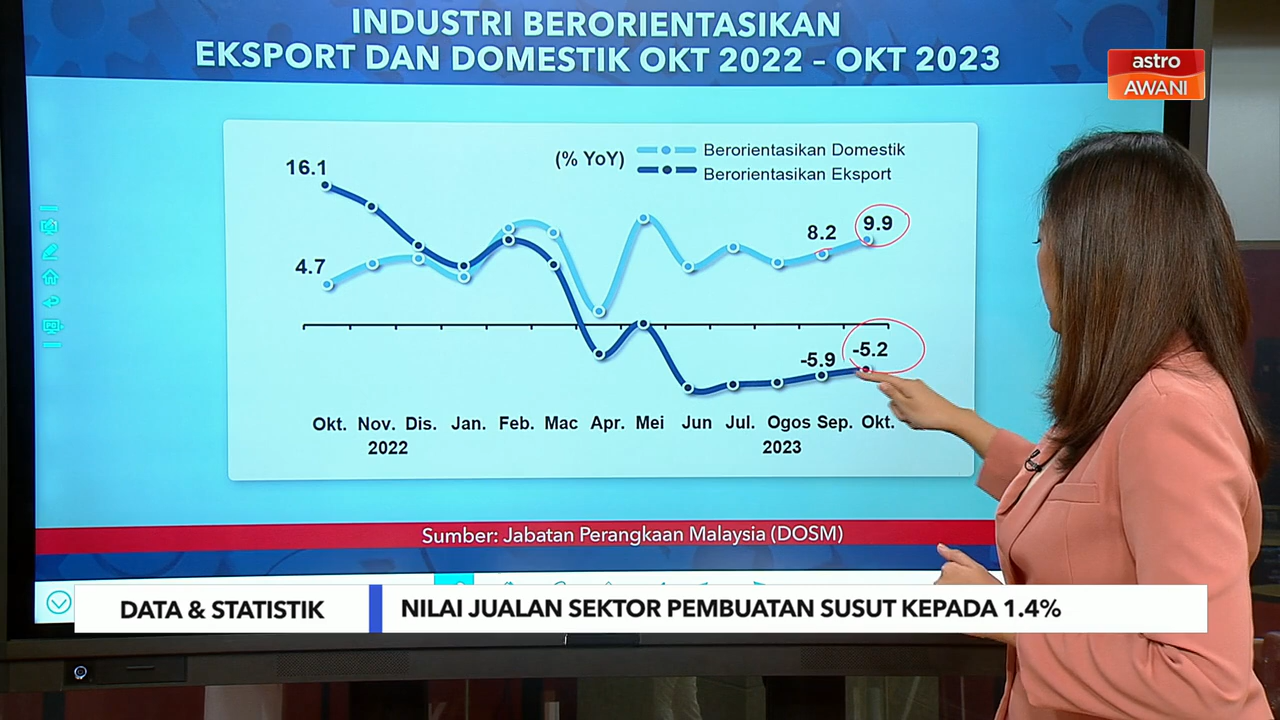 INDUSTRI BERORIENTASIKAN
EKSPORT DAN DOMESTIK OKT 2022 – OKT 2023
astro
AWANI
(% YoY)
Berorientasikan Domestik
Berorientasikan Eksport
16.1
4.7
8.2
9.9
-5.9
-5.2
Okt. Nov. Dis. Jan. Feb. Mac Apr. Mei Jun Jul. Ogos Sep. Okt.
2022 2023
Sumber: Jabatan Perangkaan Malaysia (DOSM)
DATA & STATISTIK
NILAI JUALAN SEKTOR PEMBUATAN SUSUT KEPADA 1.4%